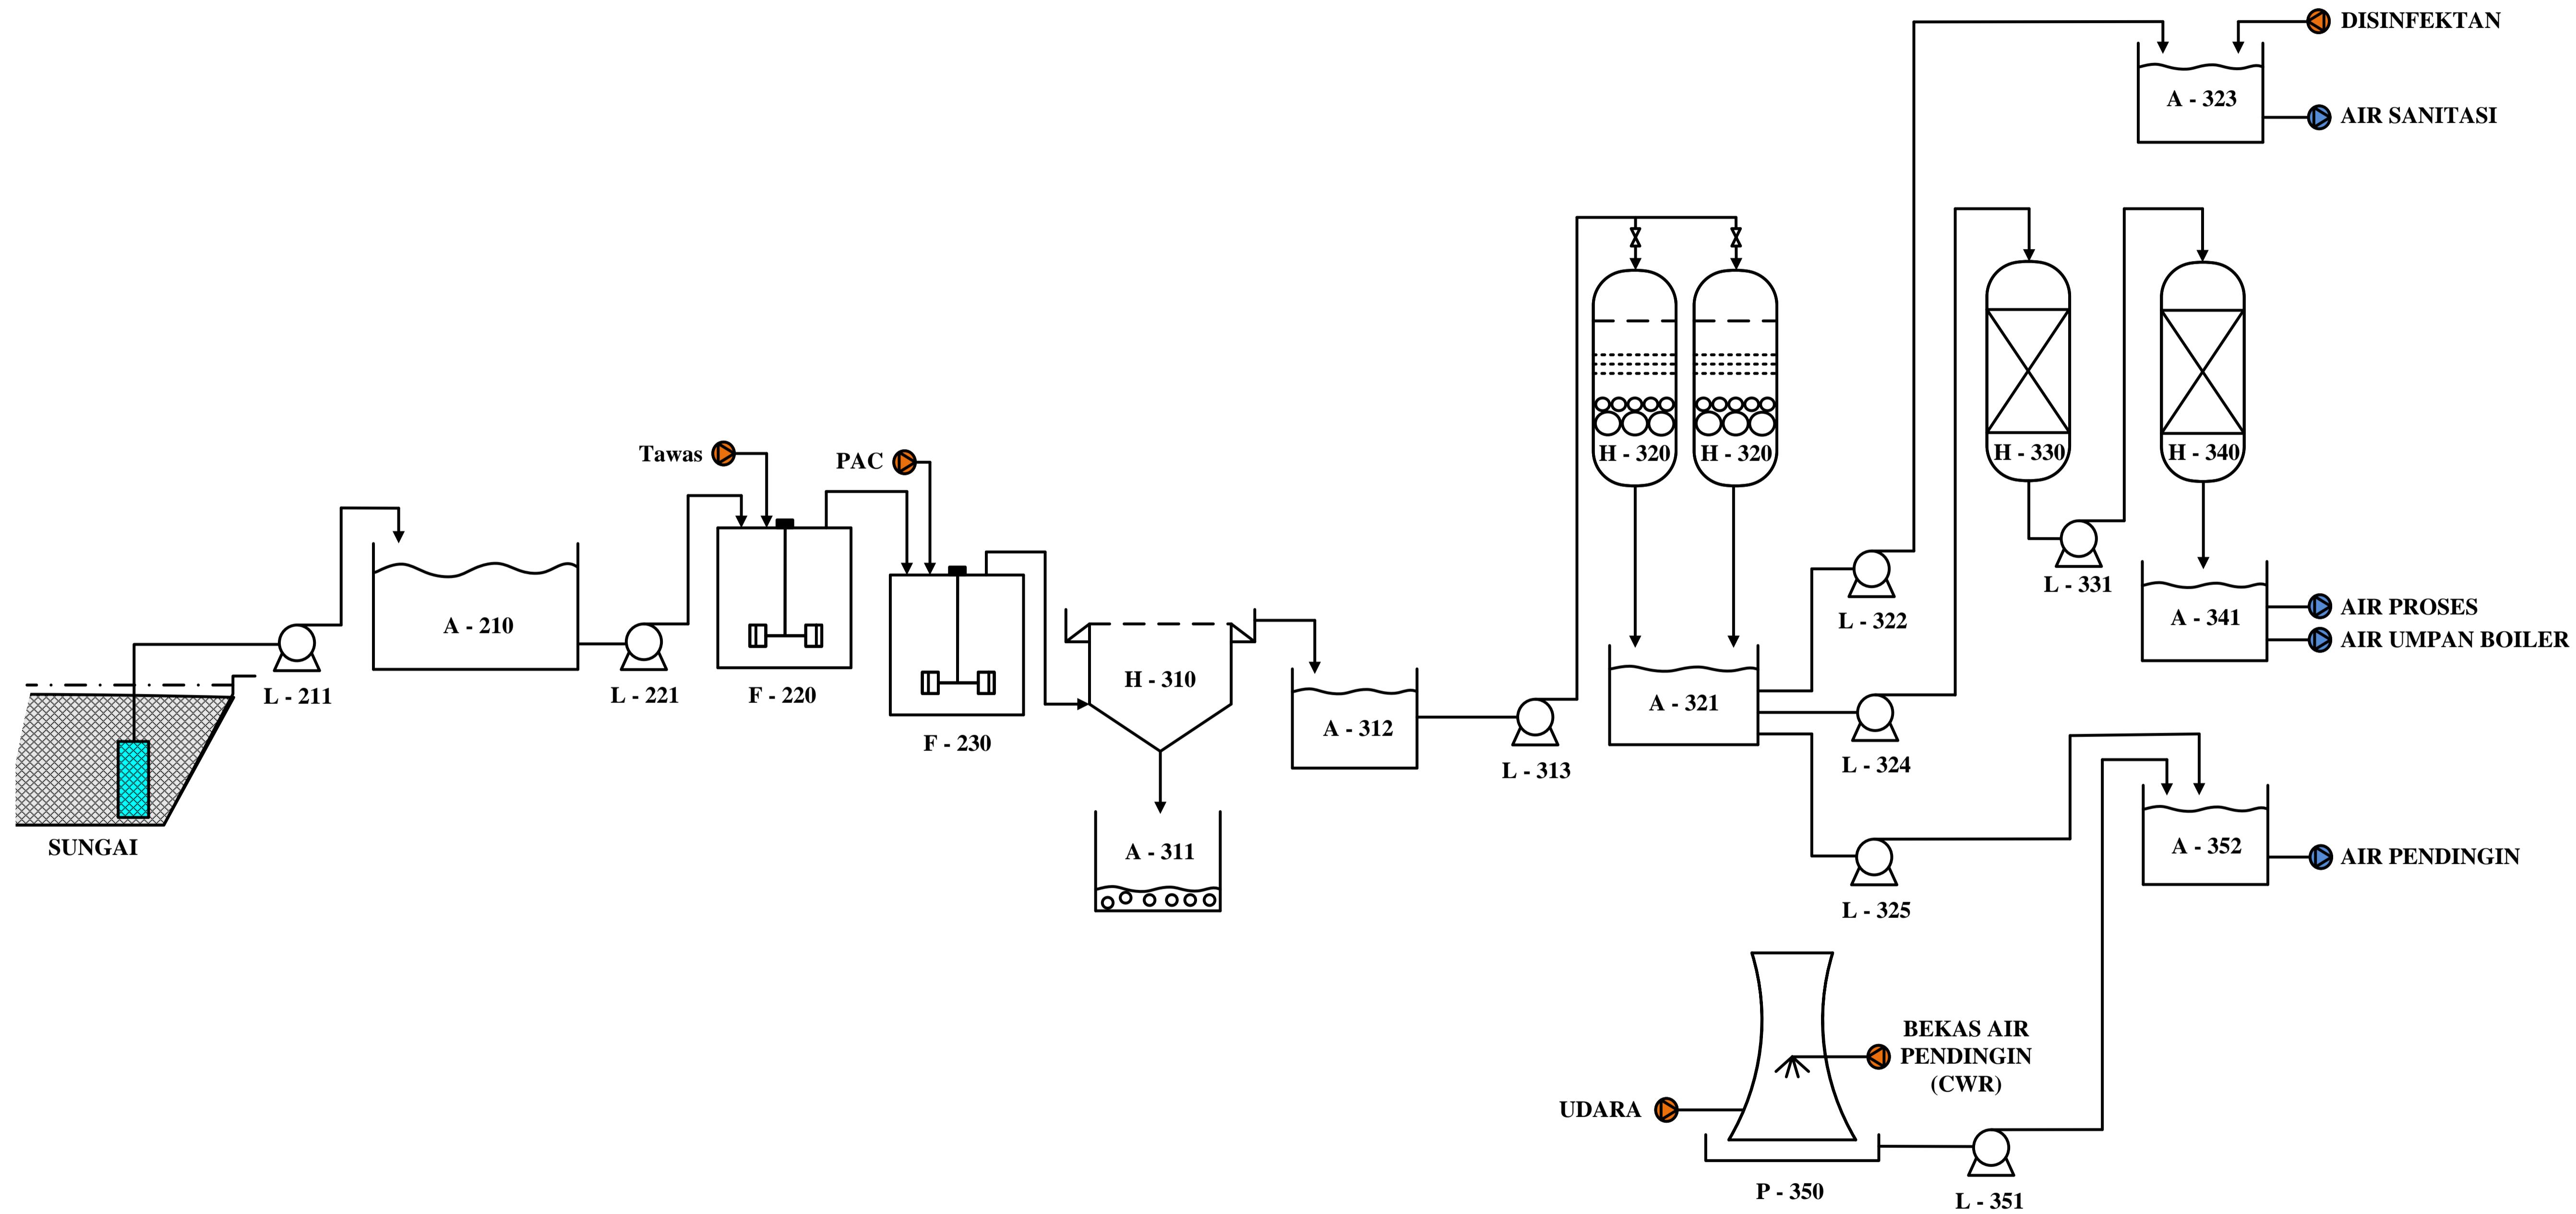 DISINFEKTAN
A - 323
AIR SANITASI
Tawas
PAC
H - 320
H - 320
H - 330
H - 340
L - 331
A - 210
L - 211
L - 221
F - 220
F - 230
H - 310
A - 312
L - 313
A - 311
SUNGAI
L - 322
A - 321
L - 324
L - 325
A - 341
AIR PROSES
AIR UMPAN BOILER
A - 352
AIR PENDINGIN
BEKAS AIR
PENDINGIN
(CWR)
UDARA
P - 350
L - 351